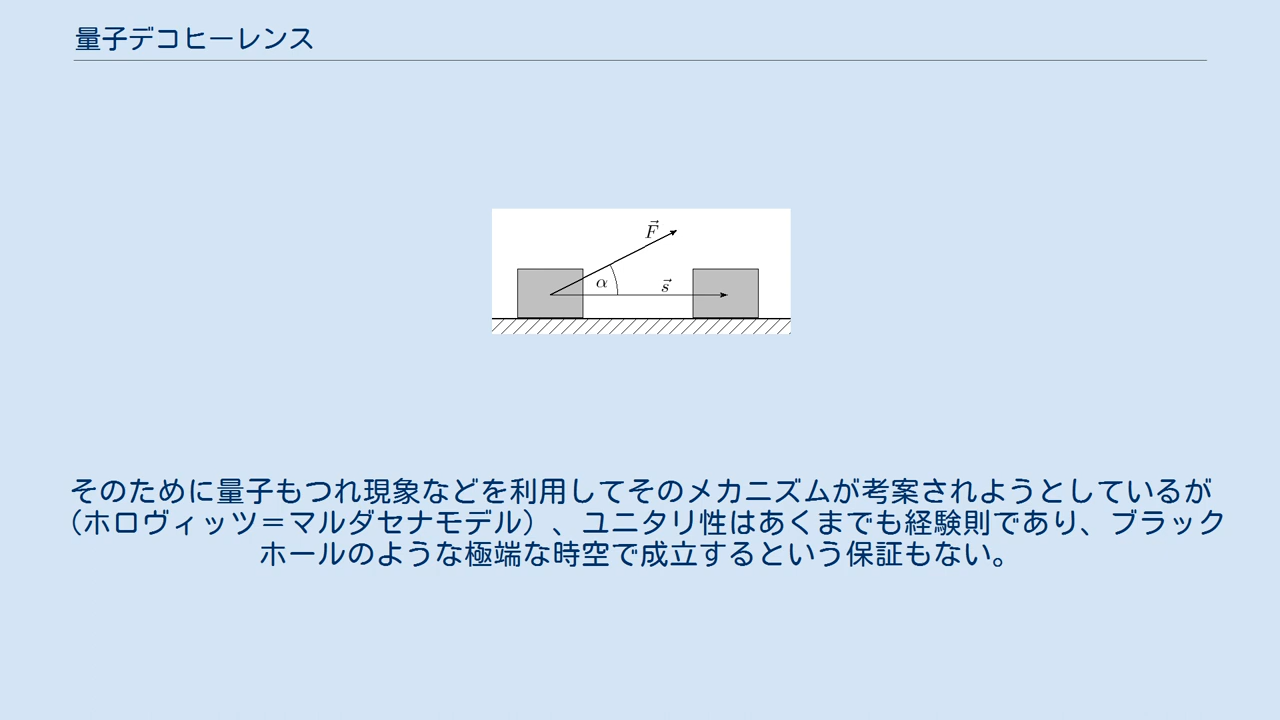 量子デコヒーレンス
F
α
s
そのために量子もつれ現象などを利用してそのメカニズムが考案されようとしているが
（ホロヴィッツ＝マルダセナモデル）、ユニタリ性はあくまでも経験則であり、ブラック
ホールのような極端な時空で成立するという保証もない。